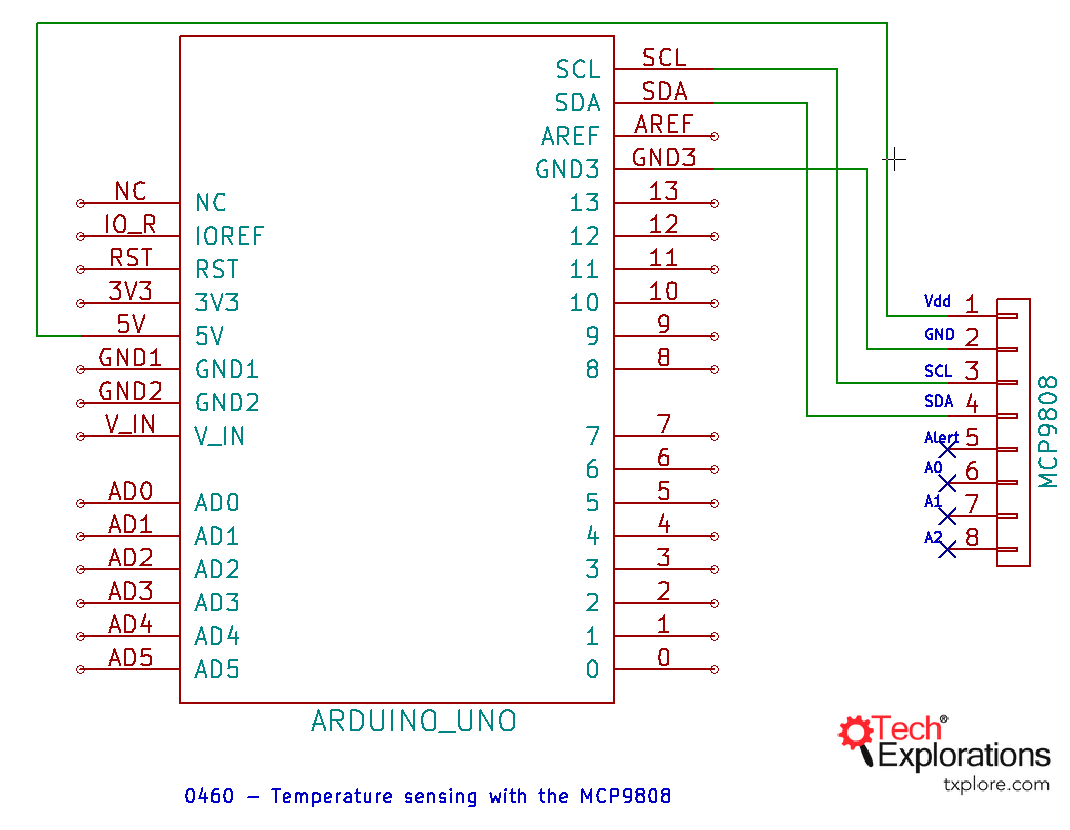 SCL SCL
SDA SDA
AREF AREF
GND3 GND3
NC NC 13 13
IO_R IOREF 12 12
RST RST 11 11
3V3 3V3 10 10
5V 5V 9 9
GND1 GND1 8 8
GND2 GND2
V_IN V_IN 7 7
6 6
AD0 AD0 5 5
AD1 AD1 4 4
AD2 AD2 3 3
AD3 AD3 2 2
AD4 AD4 1 1
AD5 AD5 0 0
ARDUINO_UNO
Vdd 1
GND 2
SCL 3
SDA 4
Alert 5
A0 6
A1 7
A2 8
MCP9808
Tech®
Explorations
txplore.com
0460 – Temperature sensing with the MCP9808